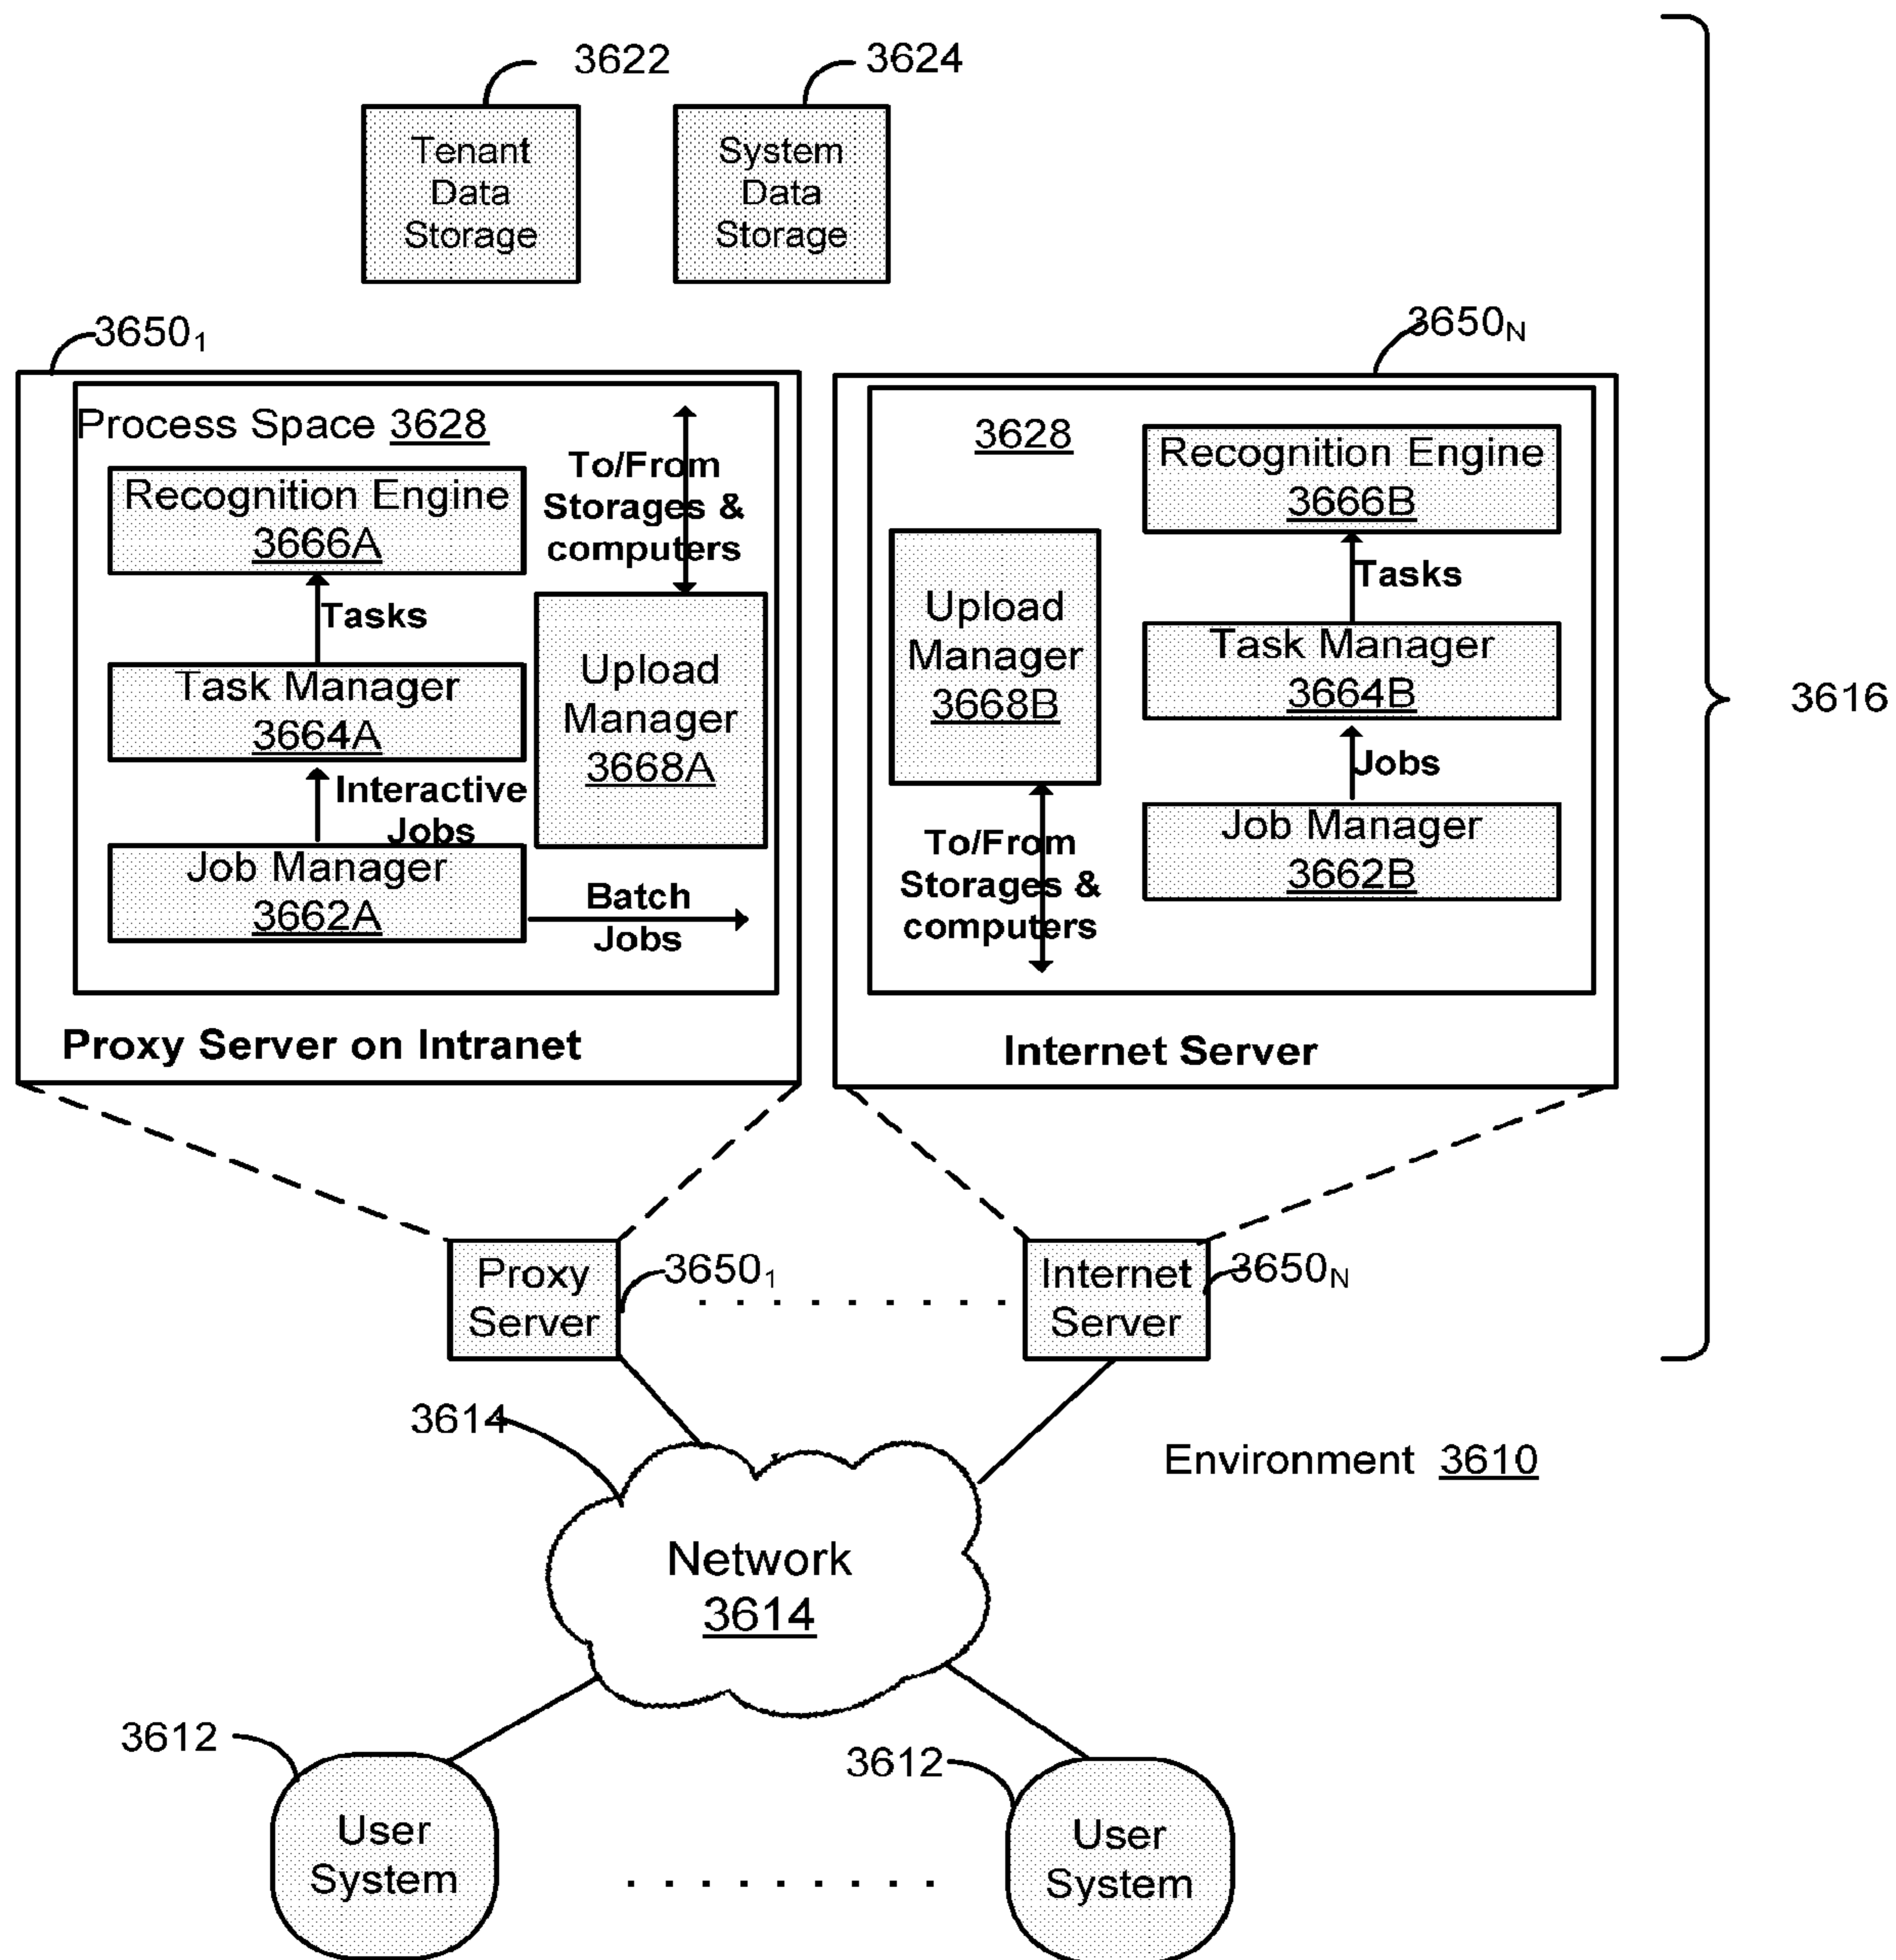 3622
3624
Tenant
Data
Storage
System
Data
Storage
3650₁
3650N
Process Space 3628
To/From
Storages &
computers
Recognition Engine
3666A
Tasks
Task Manager
3664A
Upload
Manager
3668A
Interactive
Jobs
Job Manager
3662A
Batch
Jobs
Proxy Server on Intranet
3628
Recognition Engine
3666B
Tasks
Upload
Manager
3668B
Task Manager
3664B
Jobs
To/From
Storages &
computers
Job Manager
3662B
Internet Server
3616
Proxy
Server
3650₁
Internet
Server
3650N
3614
Environment 3610
Network
3614
3612
3612
User
System
User
System